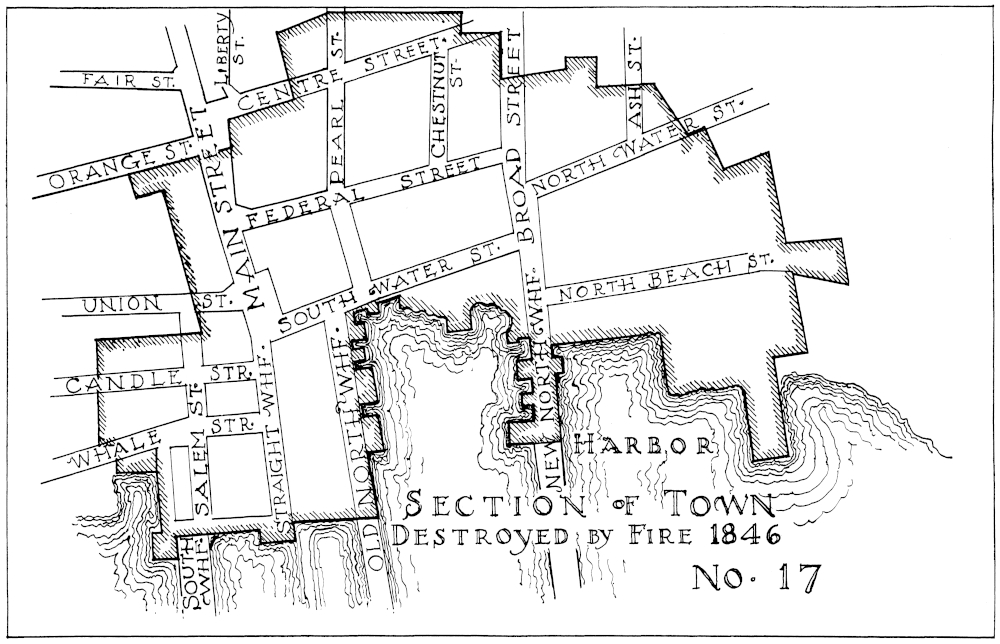 LIBERTY
ST.
FAIR ST.
CENTRE STREET.
PEARL ST.
CHESTNUT
ST.
BROAD STREET
ASH ST.
NORTH WATER ST.
ORANGE ST.
MAIN STREET
FEDERAL STREET
SOUTH WATER ST.
NORTH BEACH ST.
UNION ST.
CANDLE STR.
WHALE STR.
SALEM ST.
STRAIGHT WHF.
OLD NORTH WHF.
NEW NORTH WHF.
SOUTH
WHF.
HARBOR
SECTION OF TOWN
DESTROYED BY FIRE 1846
NO. 17